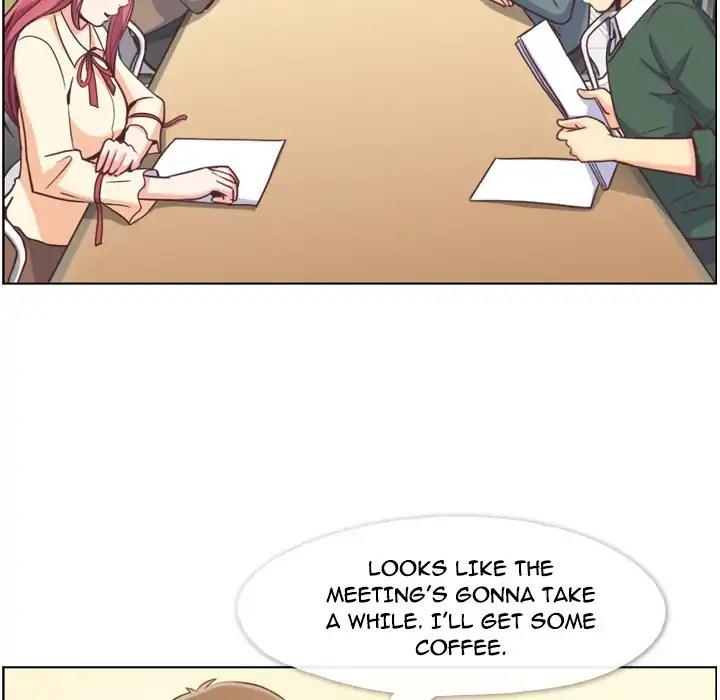 LOOKS LIKE THE
MEETING'S GONNA TAKE
A WHILE. I'LL GET SOME
COFFEE.